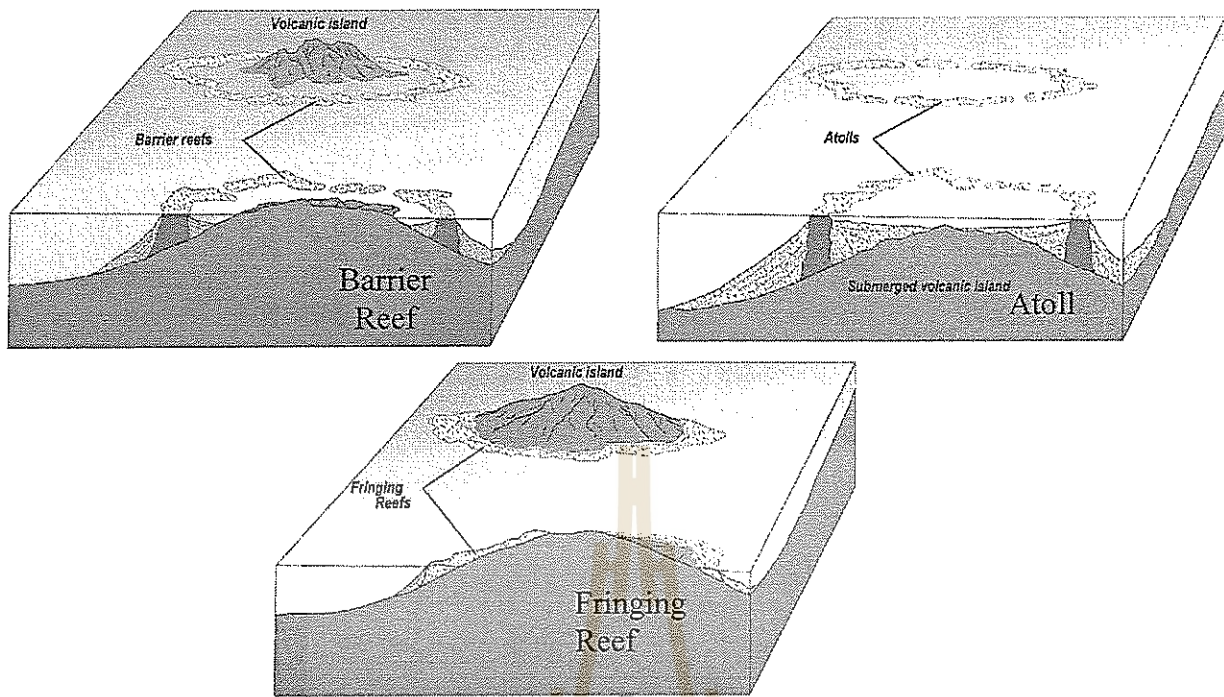 Volcanic island
Barrier reefs
Barrier
Reef
Atolls
Submerged volcanic island
Atoll
Volcanic island
Fringing
Reefs
Fringing
Reef